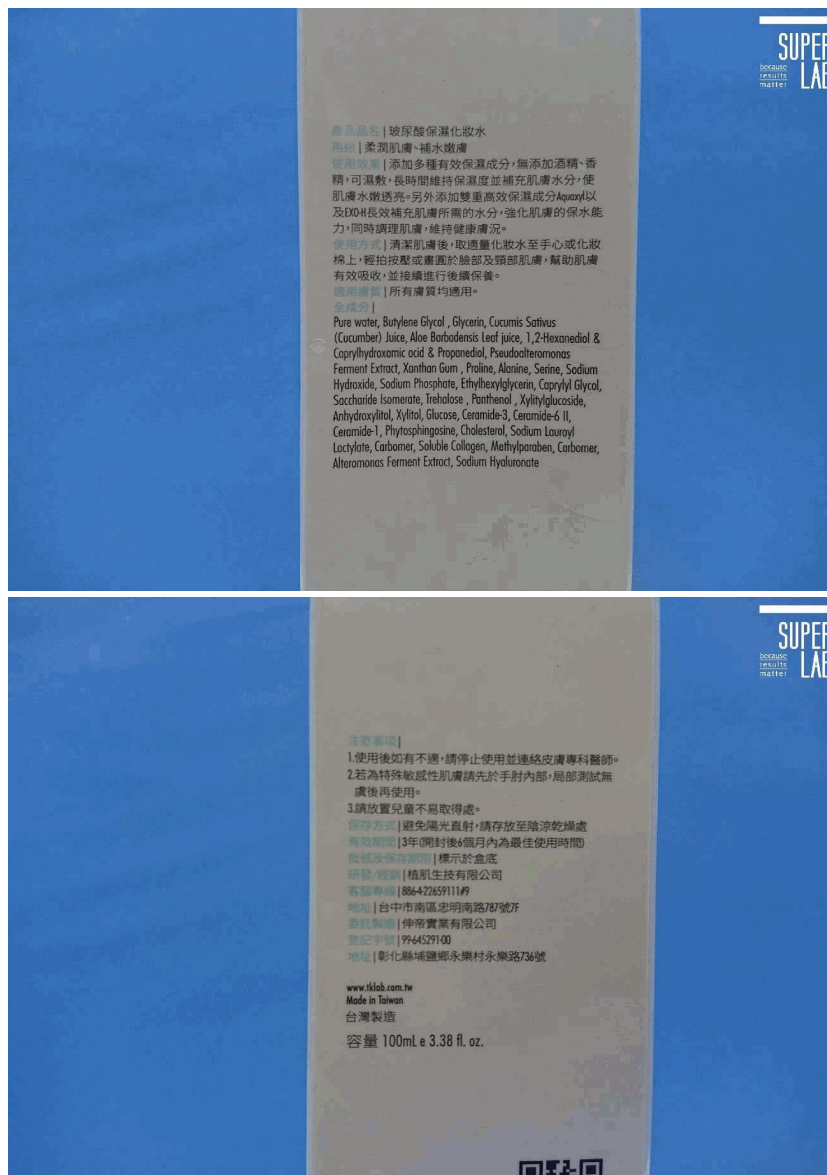 SUPER
because
results
matter
LAB
產品品名 | 玻尿酸保濕化妝水
用途 | 柔潤肌膚、補水嫩膚
使用效果 | 添加多種有效保濕成分，無添加酒精、香
精，可濕敷，長時間維持保濕度並補充肌膚水分，使
肌膚水嫩透亮。另外添加雙重高效保濕成分Aquaxyl以
及EXO-H長效補充肌膚所需的水分，強化肌膚的保水能
力，同時調理肌膚，維持健康膚況。
使用方式 | 清潔肌膚後，取適量化妝水至手心或化妝
棉上，輕拍按壓或畫圓於臉部及頸部肌膚，幫助肌膚
有效吸收，並接續進行後續保養。
適用膚質 | 所有膚質均適用。
全成分 |
Pure water, Butylene Glycol , Glycerin, Cucumis Sativus
(Cucumber) Juice, Aloe Barbadensis Leaf juice, 1,2-Hexanediol &
Caprylhydroxamic acid & Propanediol, Pseudoalteromonas
Ferment Extract, Xanthan Gum , Proline, Alanine, Serine, Sodium
Hydroxide, Sodium Phosphate, Ethylhexylglycerin, Caprylyl Glycol,
Saccharide Isomerate, Trehalose , Panthenol , Xylitylglucoside,
Anhydroxylitol, Xylitol, Glucose, Ceramide-3, Ceramide-6 II,
Ceramide-1, Phytosphingosine, Cholesterol, Sodium Lauroyl
Lactylate, Carbomer, Soluble Collagen, Methylparaben, Carbomer,
Alteromonas Ferment Extract, Sodium Hyaluronate
SUPER
because
results
matter
LAB
注意事項 |
1.使用後如有不適，請停止使用並連絡皮膚專科醫師。
2.若為特殊敏感性肌膚請先於手肘內部，局部測試無
虞後再使用。
3.請放置兒童不易取得處。
保存方式 | 避免陽光直射，請存放至陰涼乾燥處
有效期間 | 3年(開封後6個月內為最佳使用時間)
批號及保存期限 | 標示於盒底
研發/經銷 | 植肌生技有限公司
客服專線 | 886-4-22659111#9
地址 | 台中市南區忠明南路787號7F
委託製造 | 伸帝實業有限公司
登記字號 | 99-645291-00
地址 | 彰化縣埔鹽鄉永樂村永樂路736號
www.tklab.com.tw
Made in Taiwan
台灣製造
容量 100mL e 3.38 fl. oz.